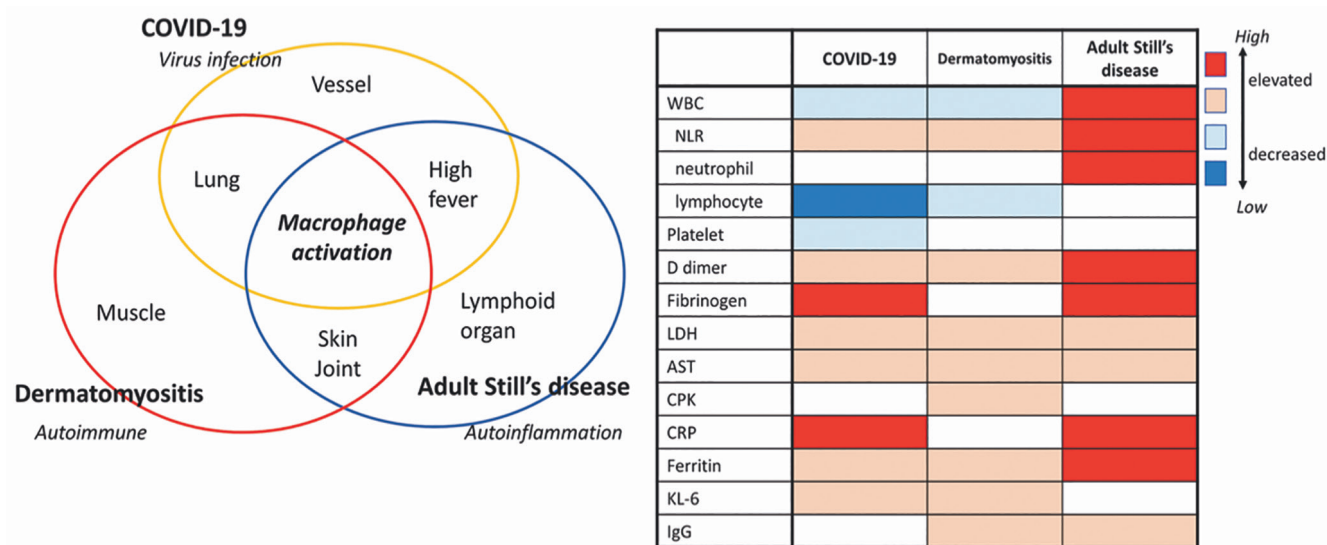 COVID-19
Virus infection
Vessel
Lung
High
fever
Macrophage
activation
Muscle
Lymphoid
organ
Skin
Joint
Dermatomyositis
Autoimmune
Adult Still’s disease
Autoinflammation
COVID-19
Dermatomyositis
Adult Still’s
disease
WBC
NLR
neutrophil
lymphocyte
Platelet
D dimer
Fibrinogen
LDH
AST
CPK
CRP
Ferritin
KL-6
IgG
High
elevated
decreased
Low